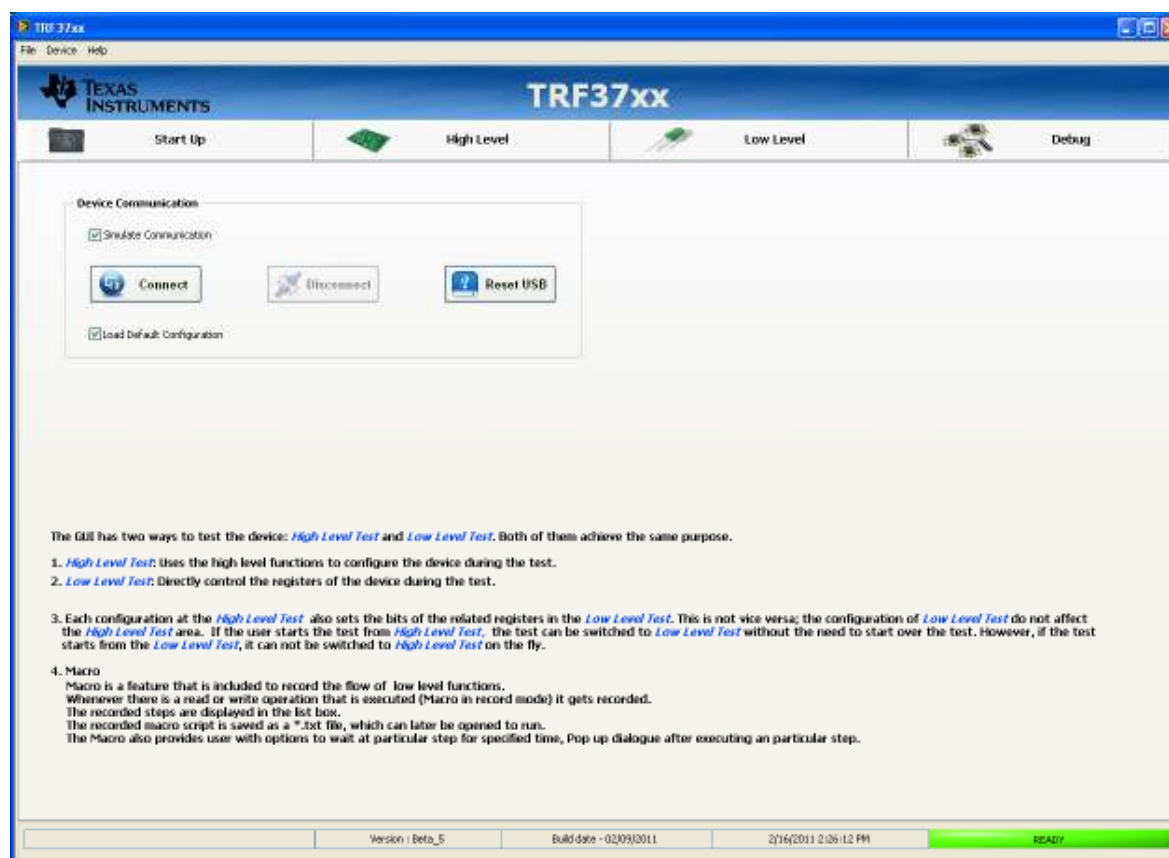 TRF37xx
File Device Help
TEXAS
INSTRUMENTS
TRF37xx
Start Up
High Level
Low Level
Debug
Device Communication
Simulate Communication
Connect
Disconnect
Reset USB
Load Default Configuration
The GUI has two ways to test the device: High Level Test and Low Level Test. Both of them achieve the same purpose.
1. High Level Test: Uses the high level functions to configure the device during the test.
2. Low Level Test: Directly control the registers of the device during the test.
3. Each configuration at the High Level Test also sets the bits of the related registers in the Low Level Test. This is not vice versa; the configuration of Low Level Test do not affect
the High Level Test area. If the user starts the test from High Level Test, the test can be switched to Low Level Test without the need to start over the test. However, if the test
starts from the Low Level Test, it can not be switched to High Level Test on the fly.
4. Macro
Macro is a feature that is included to record the flow of low level functions.
Whenever there is a read or write operation that is executed (Macro in record mode) it gets recorded.
The recorded steps are displayed in the list box.
The recorded macro script is saved as a *.txt file, which can later be opened to run.
The Macro also provides user with options to wait at particular step for specified time, Pop up dialogue after executing an particular step.
Version : Beta_5
Build date - 02/09/2011
2/16/2011 2:26:12 PM
READY